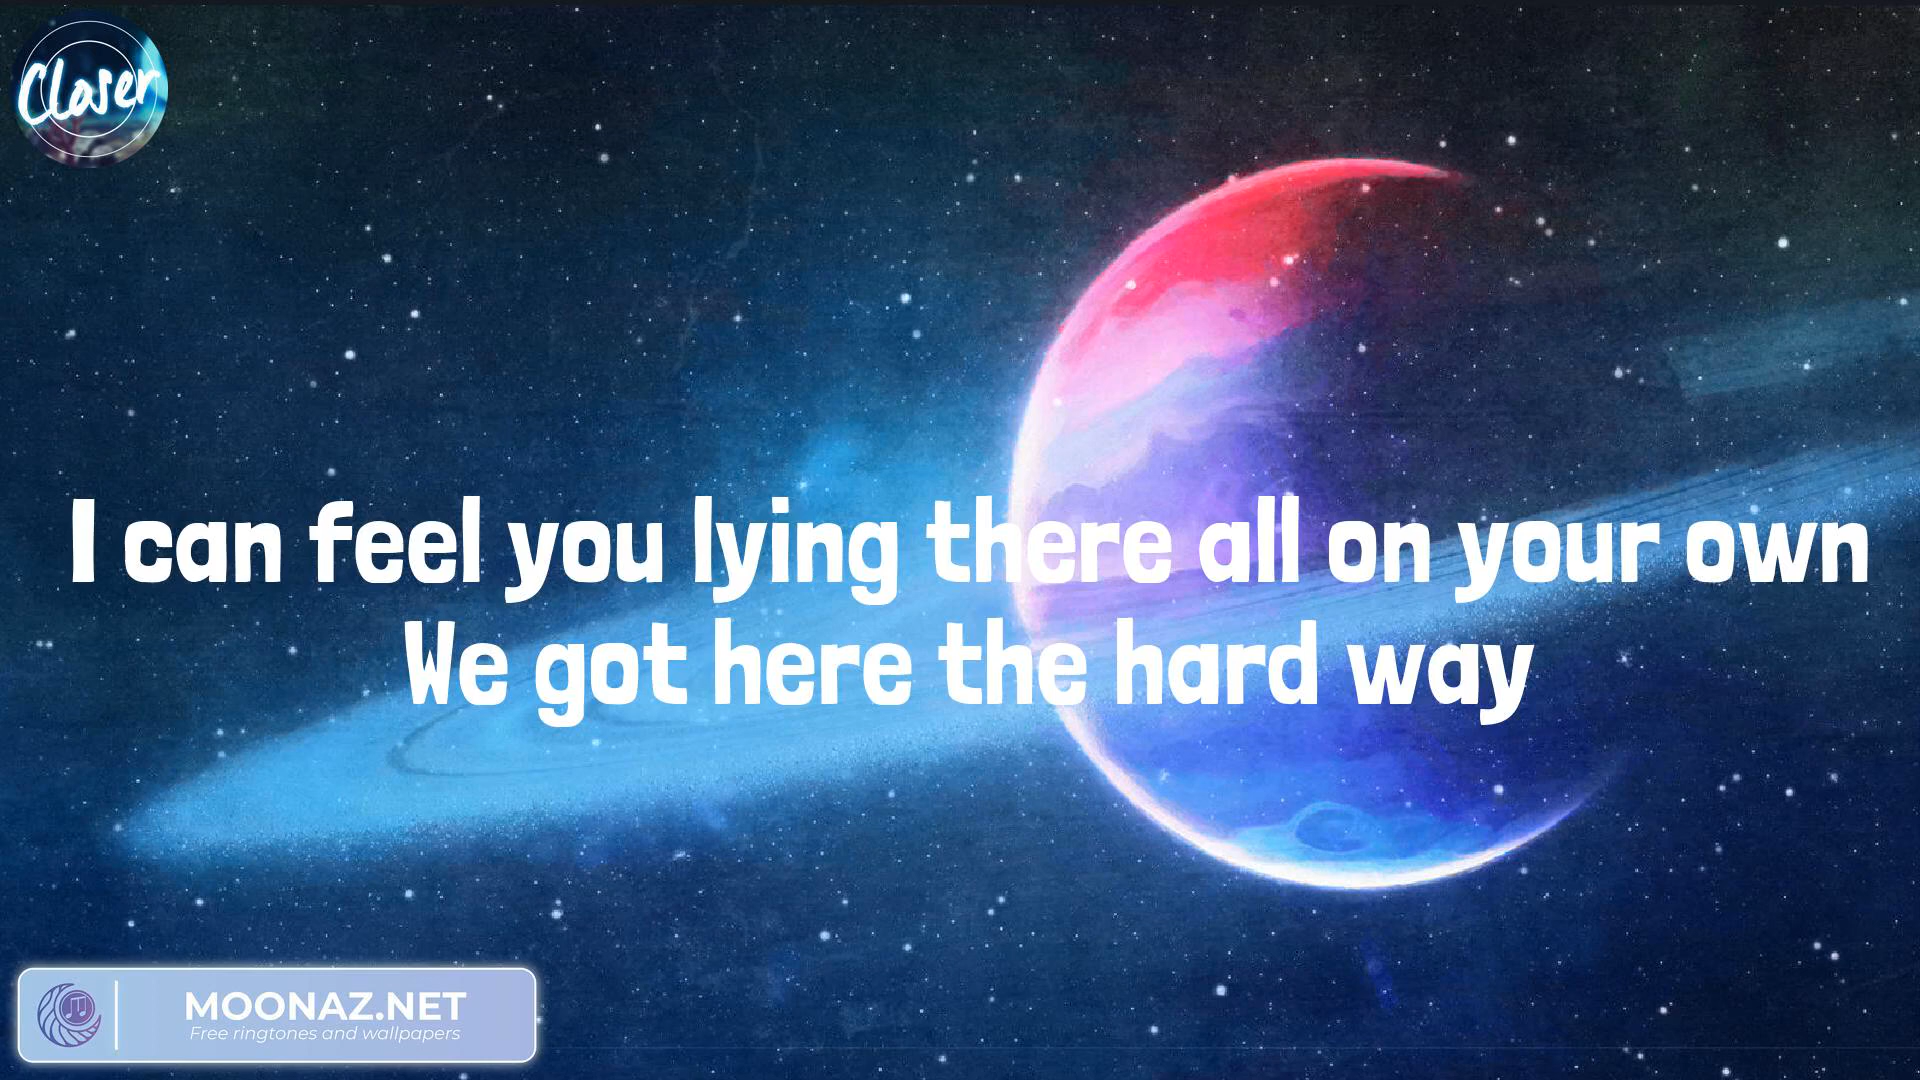 Closer
I can feel you lying there all on your own
We got here the hard way
MOONAZ.NET
Free ringtones and wallpapers